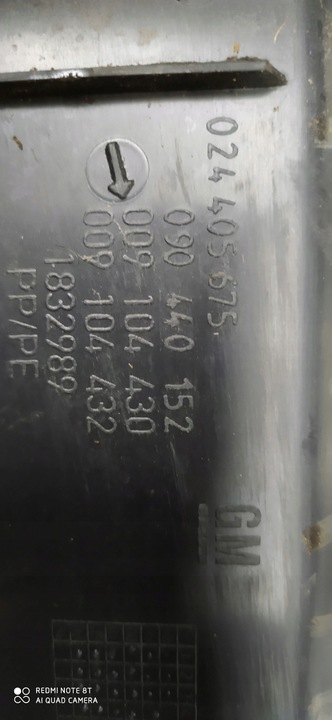 024 405 675.
090 440 152
009 104 430
009 104 432.
1832989
PP/PE
GM
REDMI NOTE 8T
AI QUAD CAMERA